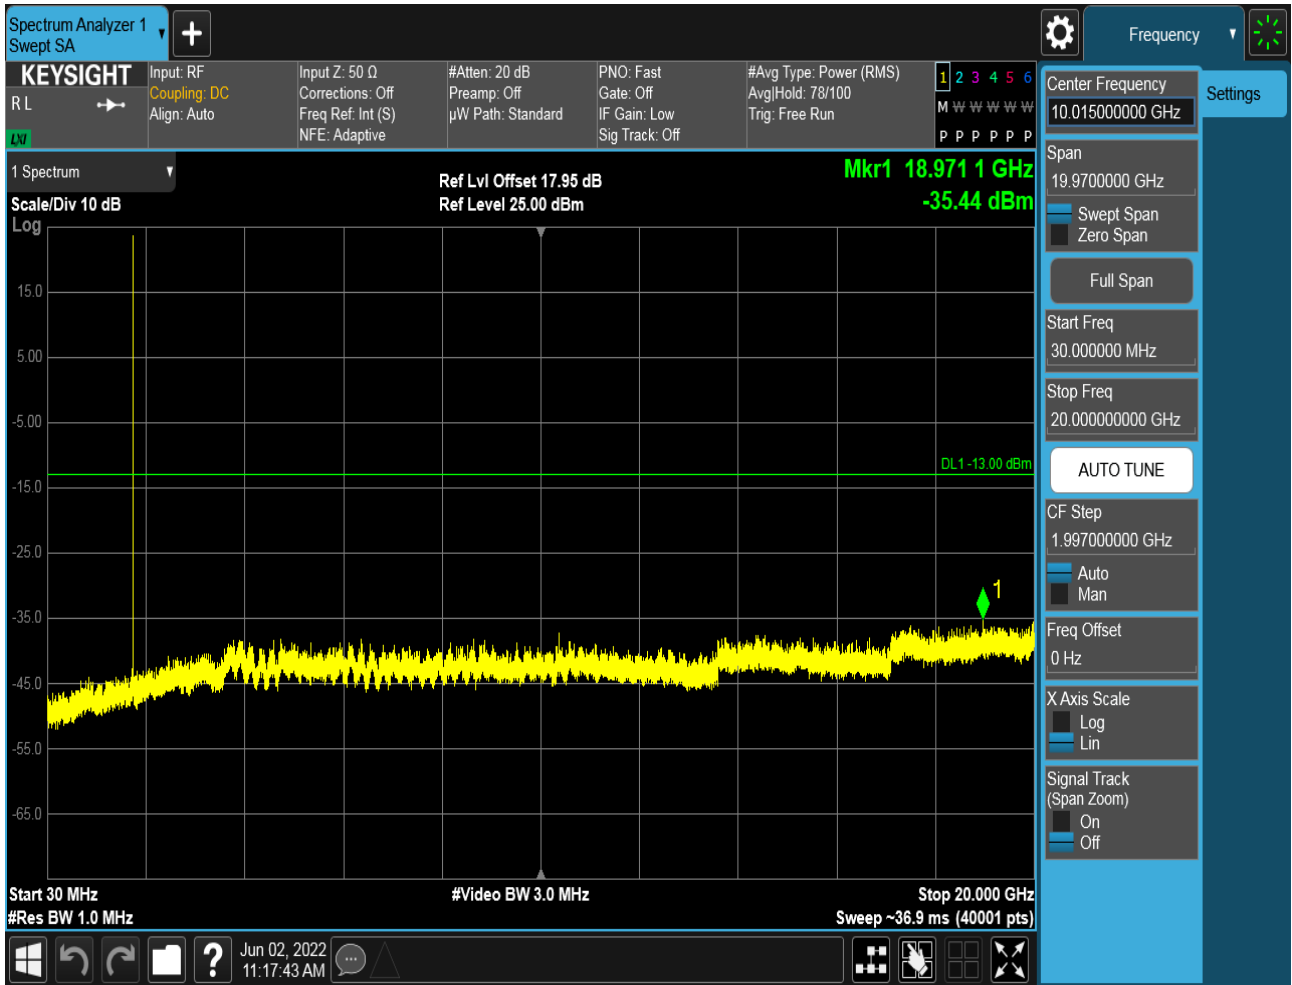 Spectrum Analyzer 1
Swept SA
Frequency
KEYSIGHT
R L
LXI
Input: RF
Coupling: DC
Align: Auto
Input Z: 50 Ω
Corrections: Off
Freq Ref: Int (S)
NFE: Adaptive
#Atten: 20 dB
Preamp: Off
µW Path: Standard
PNO: Fast
Gate: Off
IF Gain: Low
Sig Track: Off
#Avg Type: Power (RMS)
Avg|Hold: 78/100
Trig: Free Run
1 2 3 4 5 6
M W W W W W
P P P P P P
1 Spectrum
Scale/Div 10 dB
Log
Ref Lvl Offset 17.95 dB
Ref Level 25.00 dBm
Mkr1 18.971 1 GHz
-35.44 dBm
15.0
5.00
-5.00
DL1 -13.00 dBm
-15.0
-25.0
1
-35.0
-45.0
-55.0
-65.0
Start 30 MHz
#Res BW 1.0 MHz
#Video BW 3.0 MHz
Stop 20.000 GHz
Sweep ~36.9 ms (40001 pts)
?
Jun 02, 2022
11:17:43 AM
Center Frequency
10.015000000 GHz
Settings
Span
19.9700000 GHz
Swept Span
Zero Span
Full Span
Start Freq
30.000000 MHz
Stop Freq
20.000000000 GHz
AUTO TUNE
CF Step
1.997000000 GHz
Auto
Man
Freq Offset
0 Hz
X Axis Scale
Log
Lin
Signal Track
(Span Zoom)
On
Off